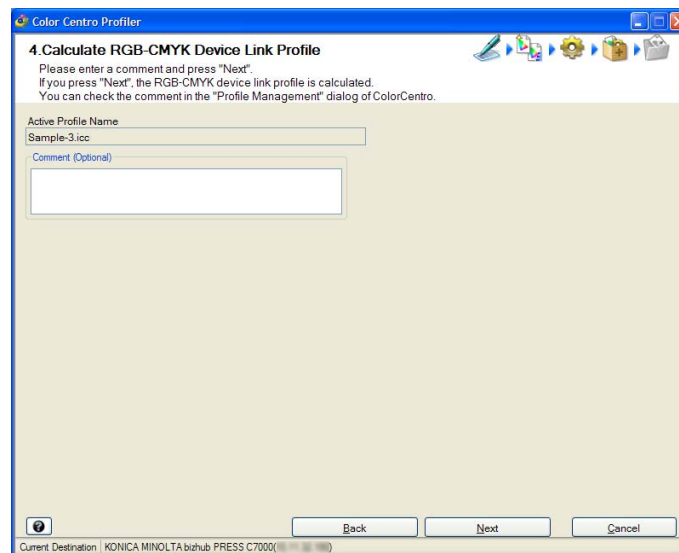 Color Centro Profiler
4.Calculate RGB-CMYK Device Link Profile
Please enter a comment and press "Next".
If you press "Next", the RGB-CMYK device link profile is calculated.
You can check the comment in the "Profile Management" dialog of ColorCentro.
Active Profile Name
Sample-3.icc
Comment (Optional)
Back Next Cancel
Current Destination KONICA MINOLTA bizhub PRESS C7000( )